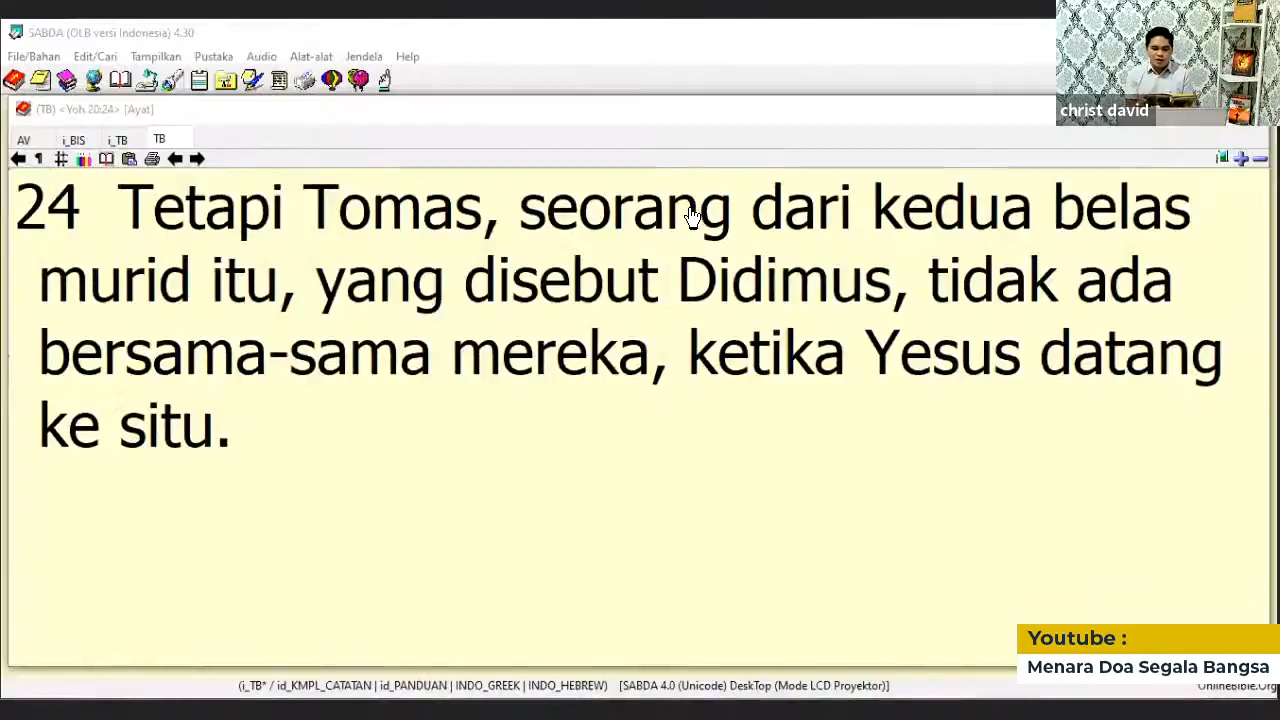 SABDA (OLB versi Indonesia) 4.30
File/Bahan Edit/Cari Tampilkan Pustaka Audio Alat-alat Jendela Help
christ david
(TB) <Yoh 20:24> [Ayat]
AV i_BIS i_TB TB
24 Tetapi Tomas, seorang dari kedua belas
murid itu, yang disebut Didimus, tidak ada
bersama-sama mereka, ketika Yesus datang
ke situ.
Youtube :
Menara Doa Segala Bangsa
(i_TB* / id_KMPL_CATATAN | id_PANDUAN | INDO_GREEK | INDO_HEBREW) [SABDA 4.0 (Unicode) DeskTop (Mode LCD Proyektor)]
OnlineBible.Org